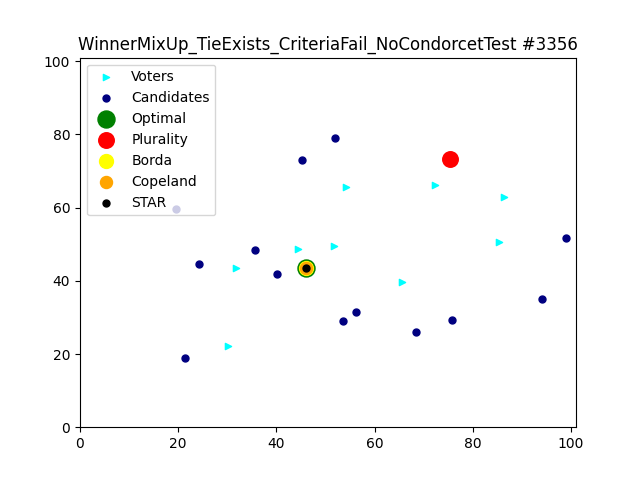 WinnerMixUp_TieExists_CriteriaFail_NoCondorcetTest #3356
100
80
60
40
20
0
Voters
Candidates
Optimal
Plurality
Borda
Copeland
STAR
0 20 40 60 80 100